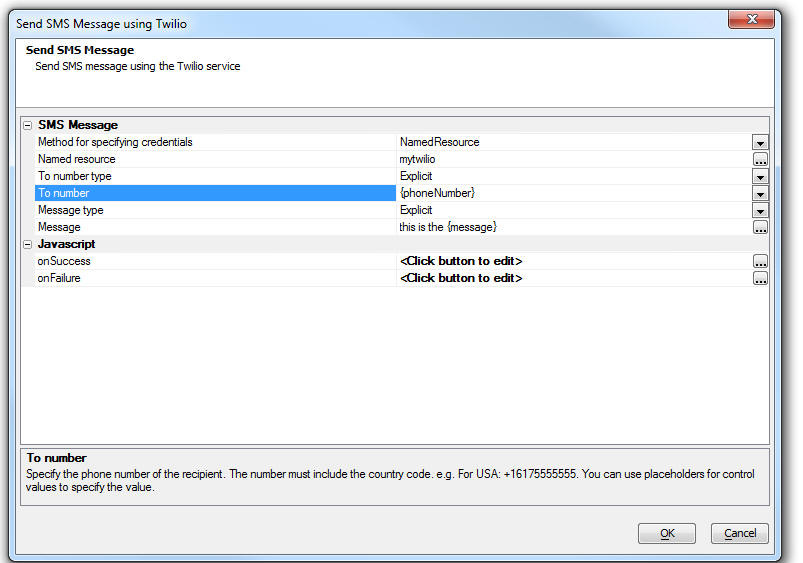 Send SMS Message using Twilio
Send SMS Message
Send SMS message using the Twilio service
SMS Message
Method for specifying credentials NamedResource
Named resource mytwilio
To number type Explicit
To number {phoneNumber}
Message type Explicit
Message this is the {message}
Javascript
onSuccess <Click button to edit>
onFailure <Click button to edit>
To number
Specify the phone number of the recipient. The number must include the country code. e.g. For USA: +16175555555. You can use placeholders for control
values to specify the value.
OK Cancel